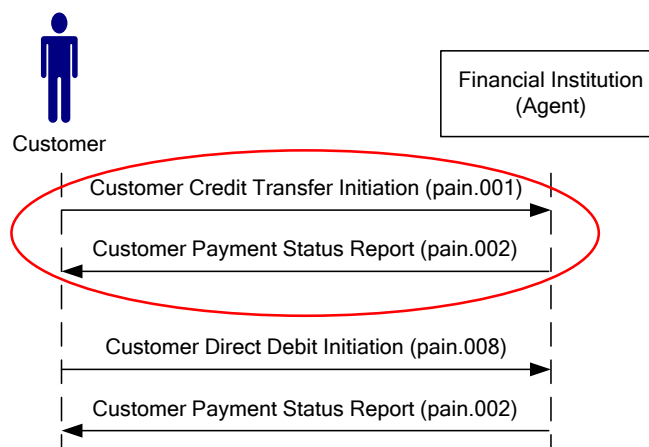 Financial Institution
(Agent)
Customer
Customer Credit Transfer Initiation (pain.001)
Customer Payment Status Report (pain.002)
Customer Direct Debit Initiation (pain.008)
Customer Payment Status Report (pain.002)